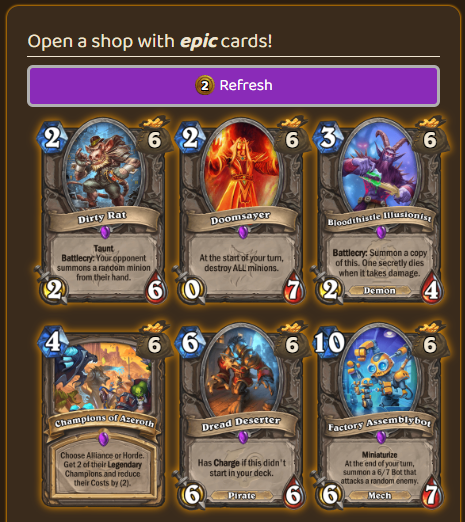 Open a shop with epic cards!
2 Refresh
2 6 2 6 3 6
Dirty Rat
Taunt
Battlecry: Your opponent
summons a random minion
from their hand.
2 6
Doomsayer
At the start of your turn,
destroy ALL minions.
0 7
Bloodthistle Illusionist
Battlecry: Summon a copy
of this. One secretly dies
when it takes damage.
2 Demon 4
4 6 6 6 10 6
Champions of Azeroth
Choose Alliance or Horde.
Get 2 of their Legendary
Champions and reduce
their Costs by (2).
Dread Deserter
Has Charge if this didn't
start in your deck.
6 Pirate 6
Factory Assemblybot
Miniaturize
At the end of your turn,
summon a 6/7 Bot that
attacks a random enemy.
6 Mech 7